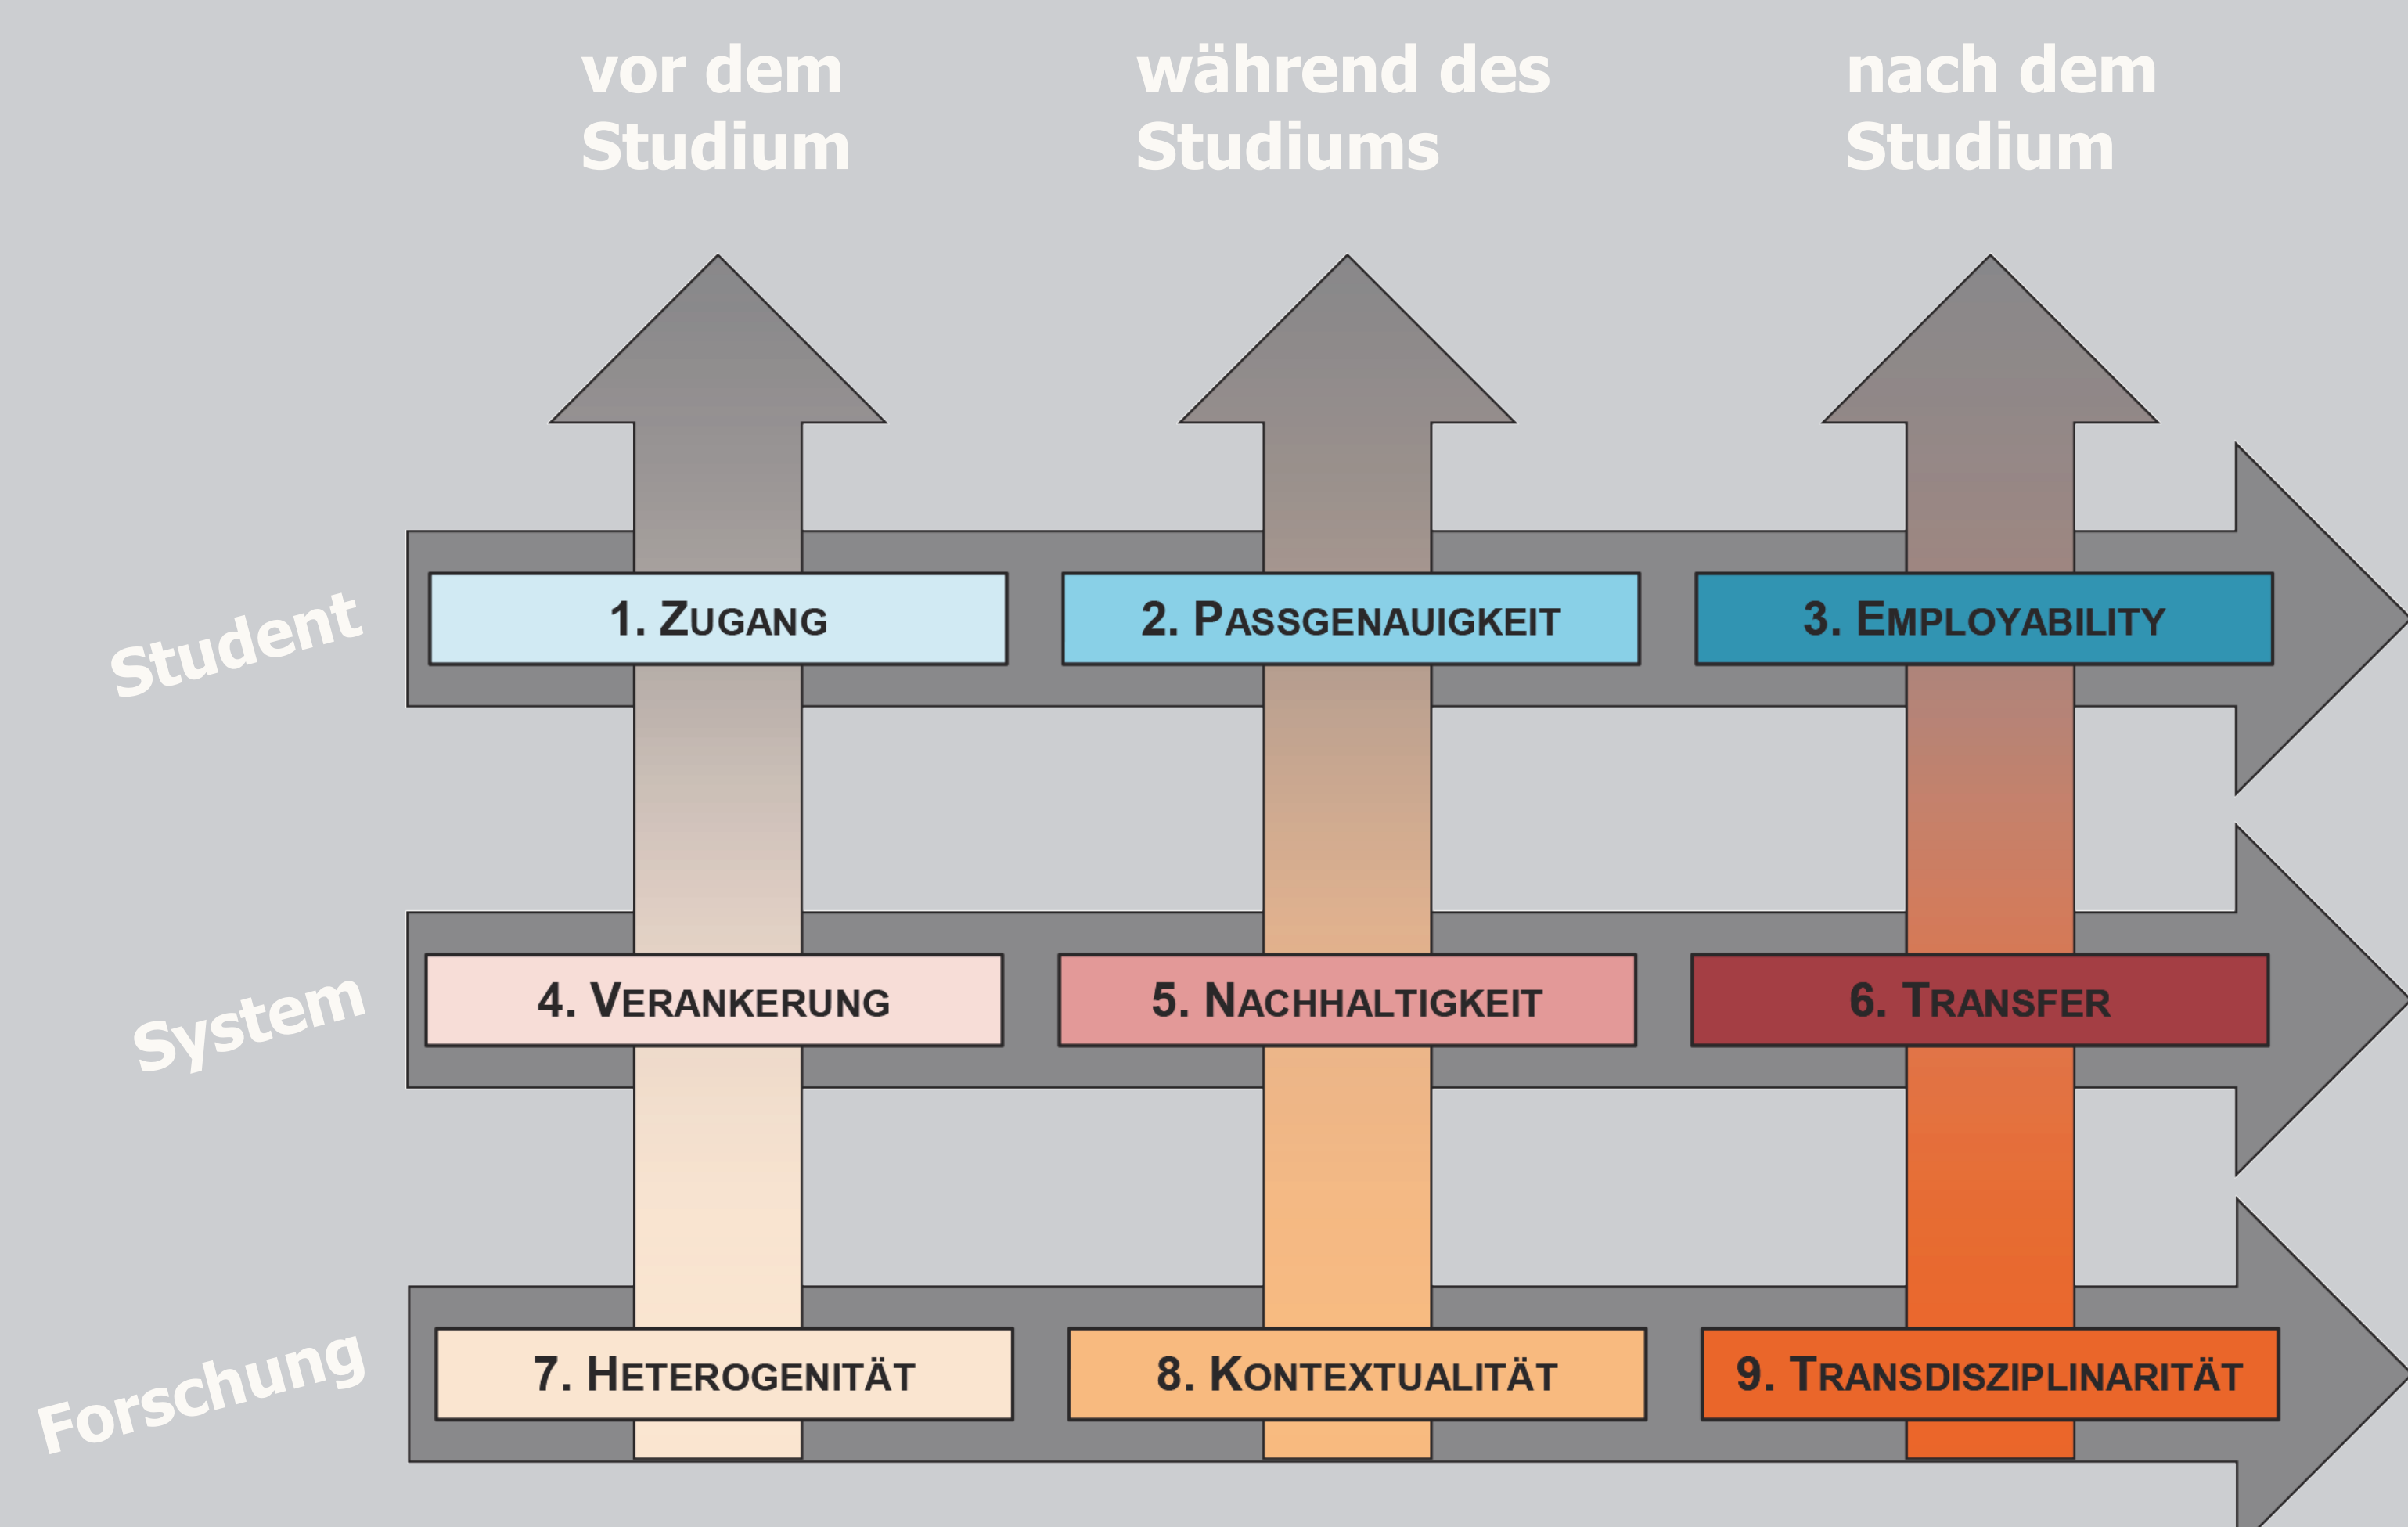 vor dem
Studium
während des
Studiums
nach dem
Studium
Student
1. ZUGANG
2. PASSGENAUIGKEIT
3. EMPLOYABILITY
System
4. VERANKERUNG
5. NACHHALTIGKEIT
6. TRANSFER
Forschung
7. HETEROGENITÄT
8. KONTEXTUALITÄT
9. TRANSDISZIPLINARITÄT